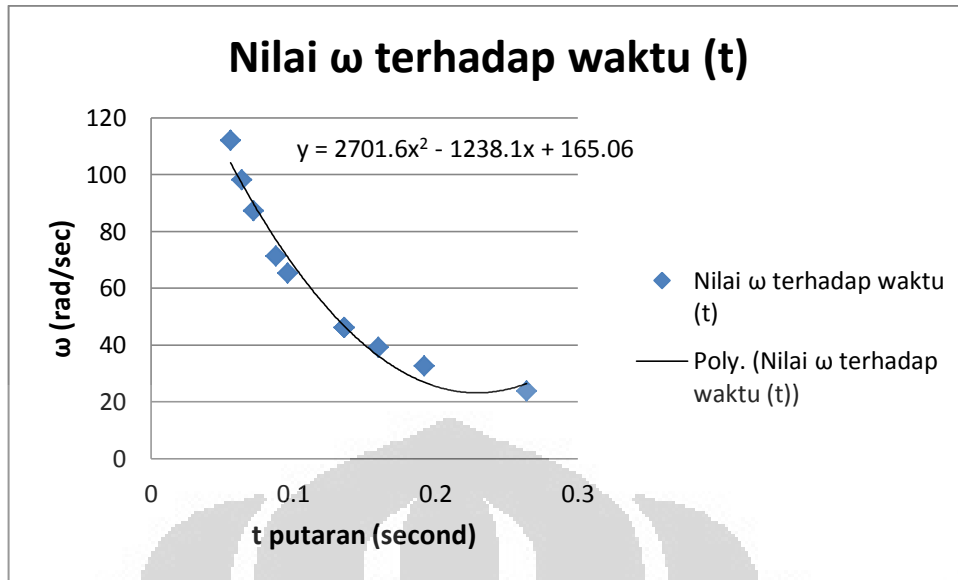 Nilai ω terhadap waktu (t)
y = 2701.6x² - 1238.1x + 165.06
120
100
80
60
40
20
0
ω (rad/sec)
0
0.1
0.2
0.3
t putaran (second)
Nilai ω terhadap waktu
(t)
Poly. (Nilai ω terhadap
waktu (t))